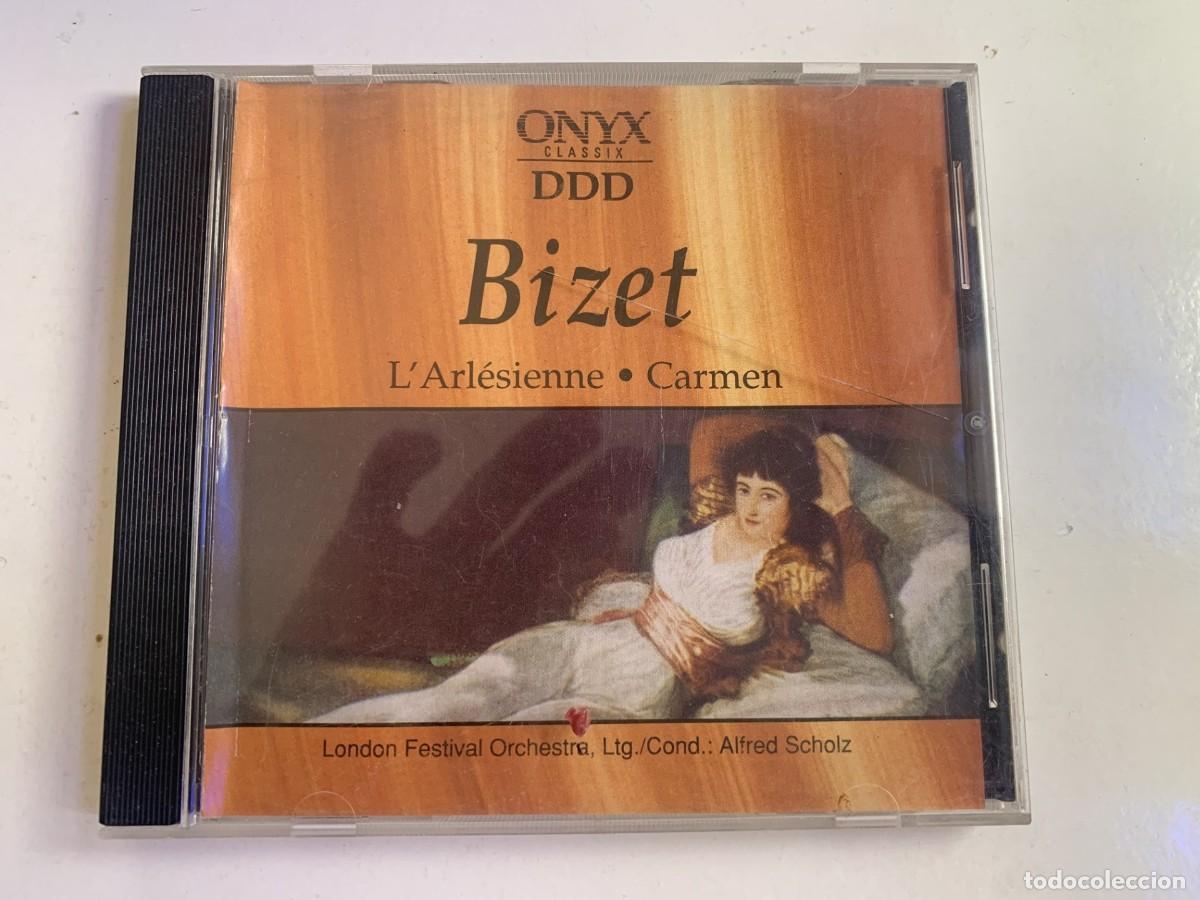 ONYX
CLASSIX
DDD
Bizet
L'Arlésienne • Carmen
London Festival Orchestra, Ltg./Cond.: Alfred Scholz
todocoleccion